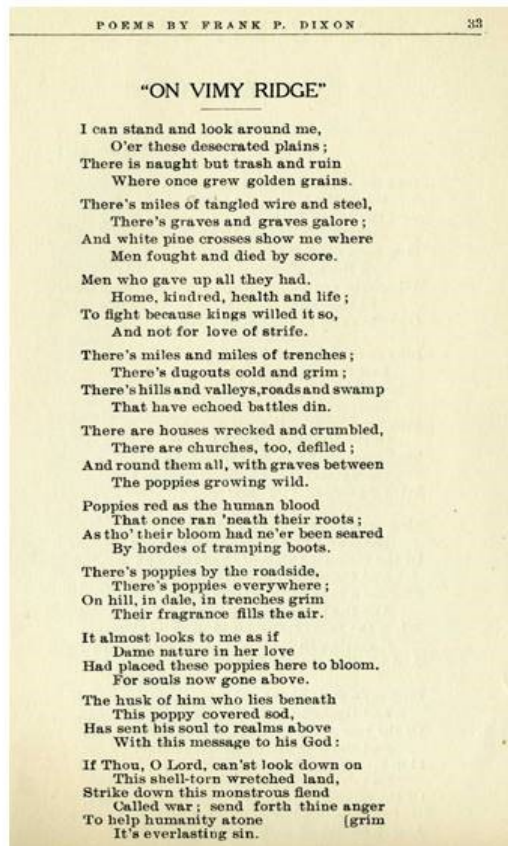 POEMS BY FRANK P. DIXON 33
"ON VIMY RIDGE"
I can stand and look around me,
O'er these desecrated plains;
There is naught but trash and ruin
Where once grew golden grains.
There's miles of tangled wire and steel,
There's graves and graves galore;
And white pine crosses show me where
Men fought and died by score.
Men who gave up all they had.
Home, kindred, health and life;
To fight because kings willed it so,
And not for love of strife.
There's miles and miles of trenches;
There's dugouts cold and grim;
There's hills and valleys,roads and swamp
That have echoed battles din.
There are houses wrecked and crumbled,
There are churches, too, defiled;
And round them all, with graves between
The poppies growing wild.
Poppies red as the human blood
That once ran 'neath their roots;
As tho' their bloom had ne'er been seared
By hordes of tramping boots.
There's poppies by the roadside,
There's poppies everywhere;
On hill, in dale, in trenches grim
Their fragrance fills the air.
It almost looks to me as if
Dame nature in her love
Had placed these poppies here to bloom.
For souls now gone above.
The husk of him who lies beneath
This poppy covered sod,
Has sent his soul to realms above
With this message to his God:
If Thou, O Lord, can'st look down on
This shell-torn wretched land,
Strike down this monstrous fiend
Called war; send forth thine anger
To help humanity atone [grim
It's everlasting sin.